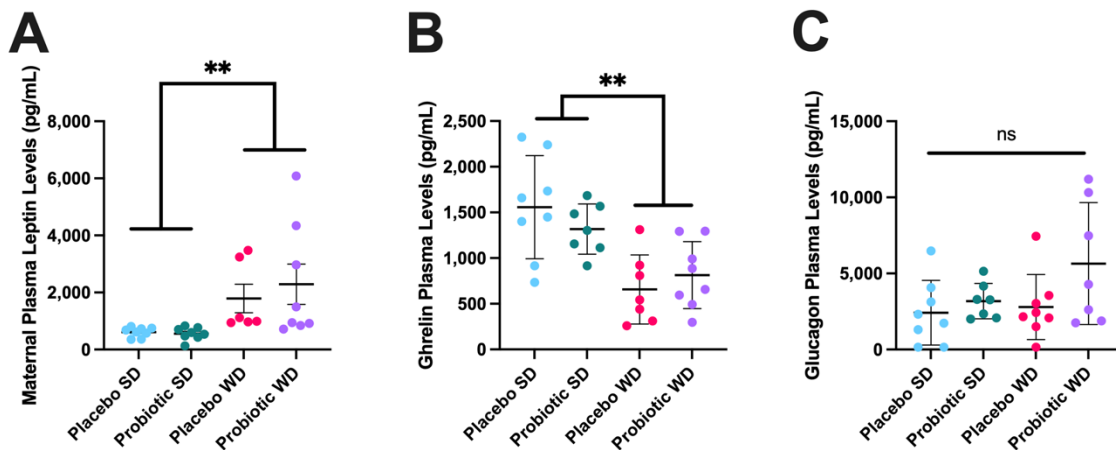 A
Maternal Plasma Leptin Levels (pg/mL)
8,000
6,000
4,000
2,000
0
**
Placebo SD
Probiotic SD
Placebo WD
Probiotic WD
B
Ghrelin Plasma Levels (pg/mL)
2,500
2,000
1,500
1,000
500
0
**
Placebo SD
Probiotic SD
Placebo WD
Probiotic WD
C
Glucagon Plasma Levels (pg/mL)
15,000
10,000
5,000
0
ns
Placebo SD
Probiotic SD
Placebo WD
Probiotic WD